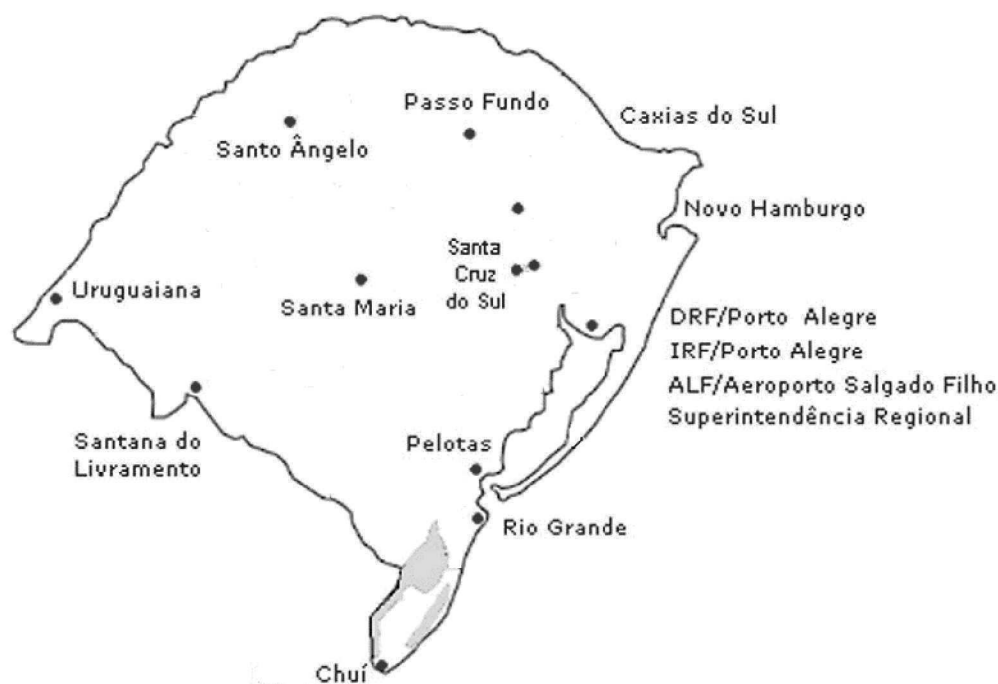 Passo Fundo
Caxias do Sul
Santo Ângelo
Novo Hamburgo
Santa
Cruz
do Sul
Uruguaiana
Santa Maria
DRF/Porto Alegre
IRF/Porto Alegre
ALF/Aeroporto Salgado Filho
Superintendência Regional
Santana do
Livramento
Pelotas
Rio Grande
Chuí